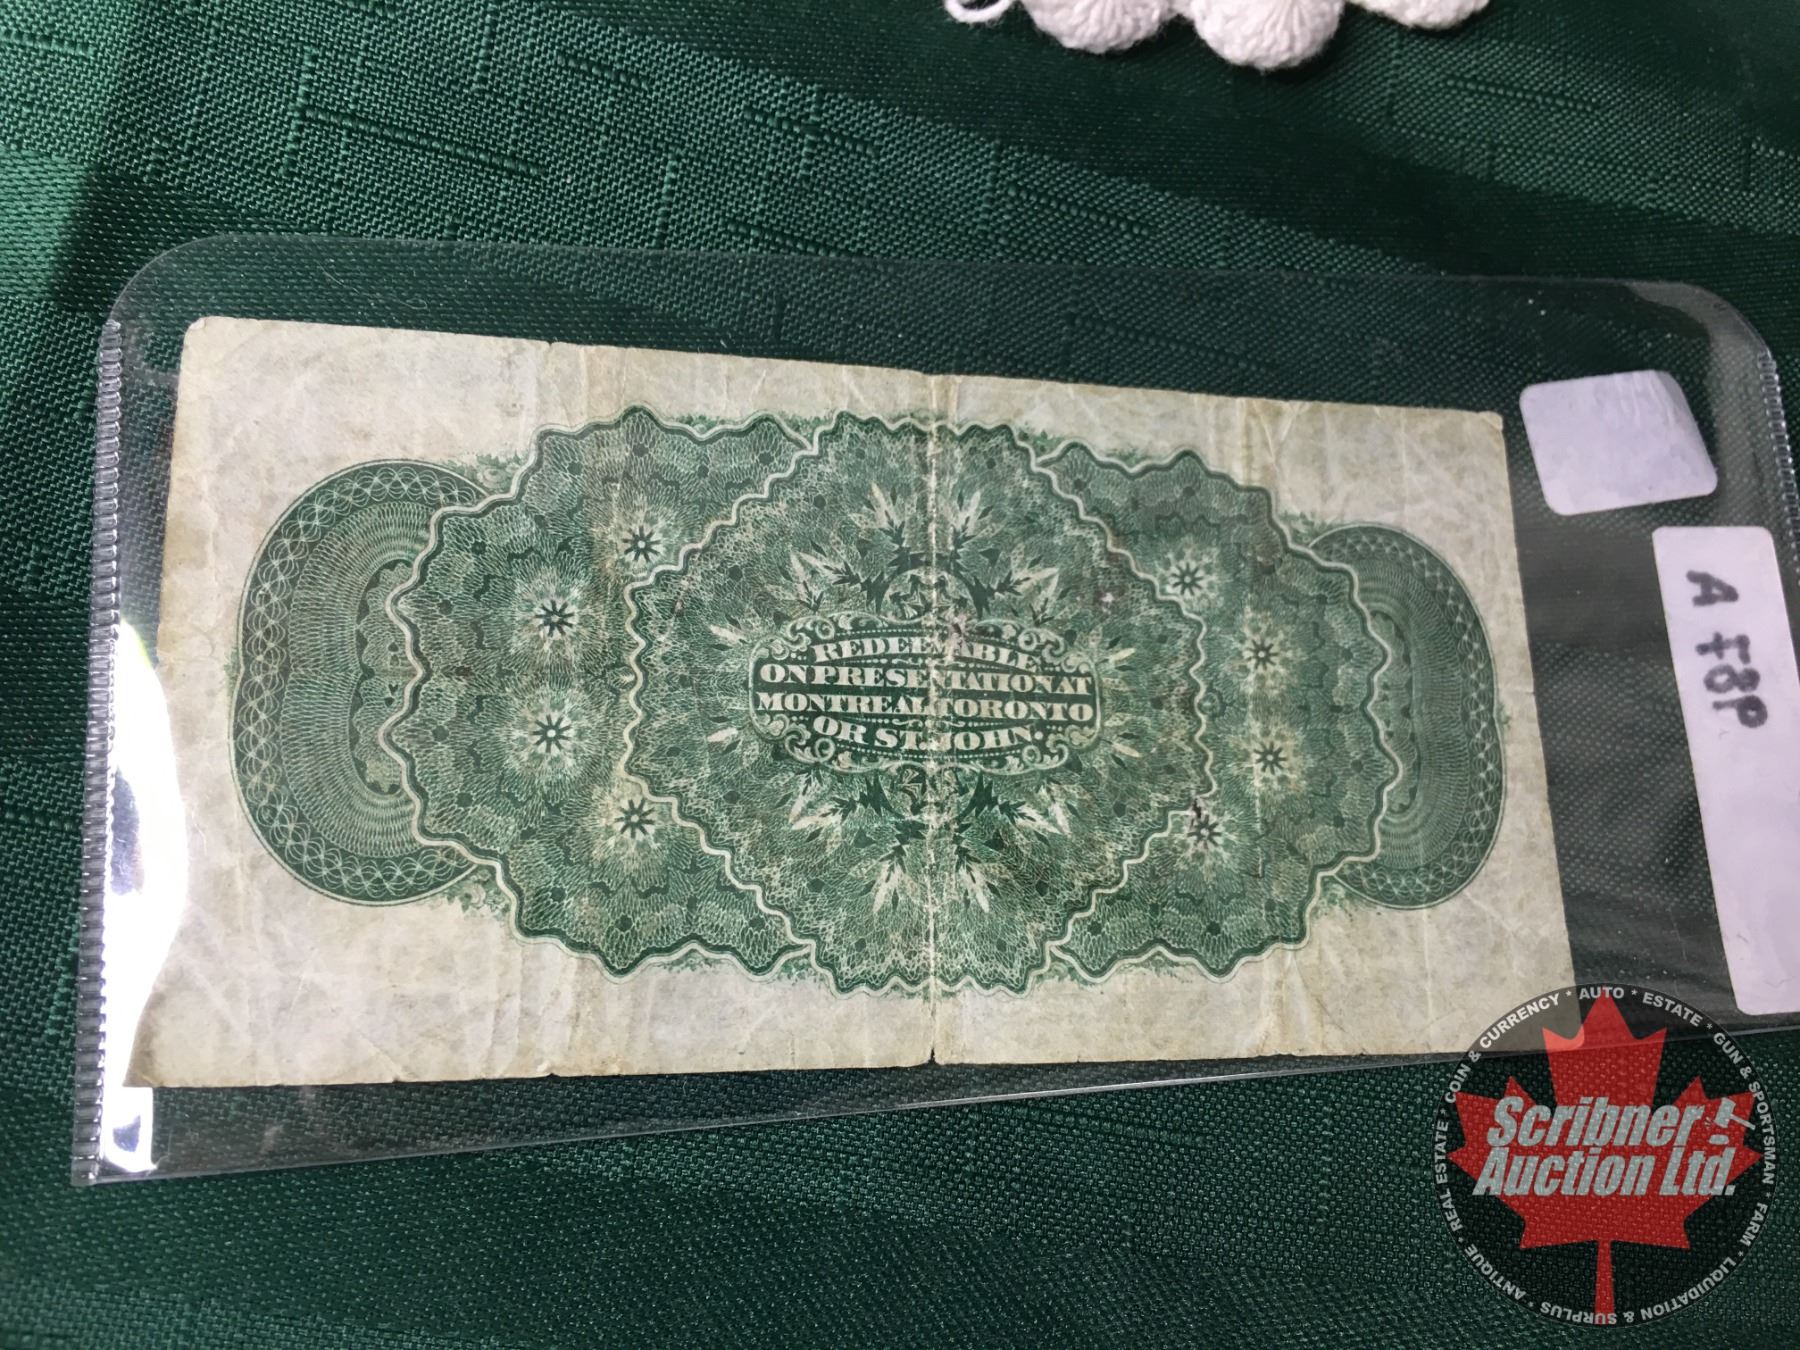 REDEEMABLE
ON PRESENTATION AT
MONTREAL TORONTO
OR ST. JOHN.
Scribner
Auction Ltd.
COIN & CURRENCY * AUTO * ESTATE * GUN & SPORTSMAN * FARM * LIQUIDATION & SURPLUS * ANTIQUE * REAL ESTATE *